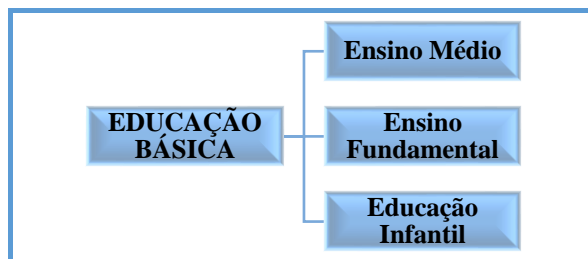 EDUCAÇÃO
BÁSICA
Ensino Médio
Ensino
Fundamental
Educação
Infantil